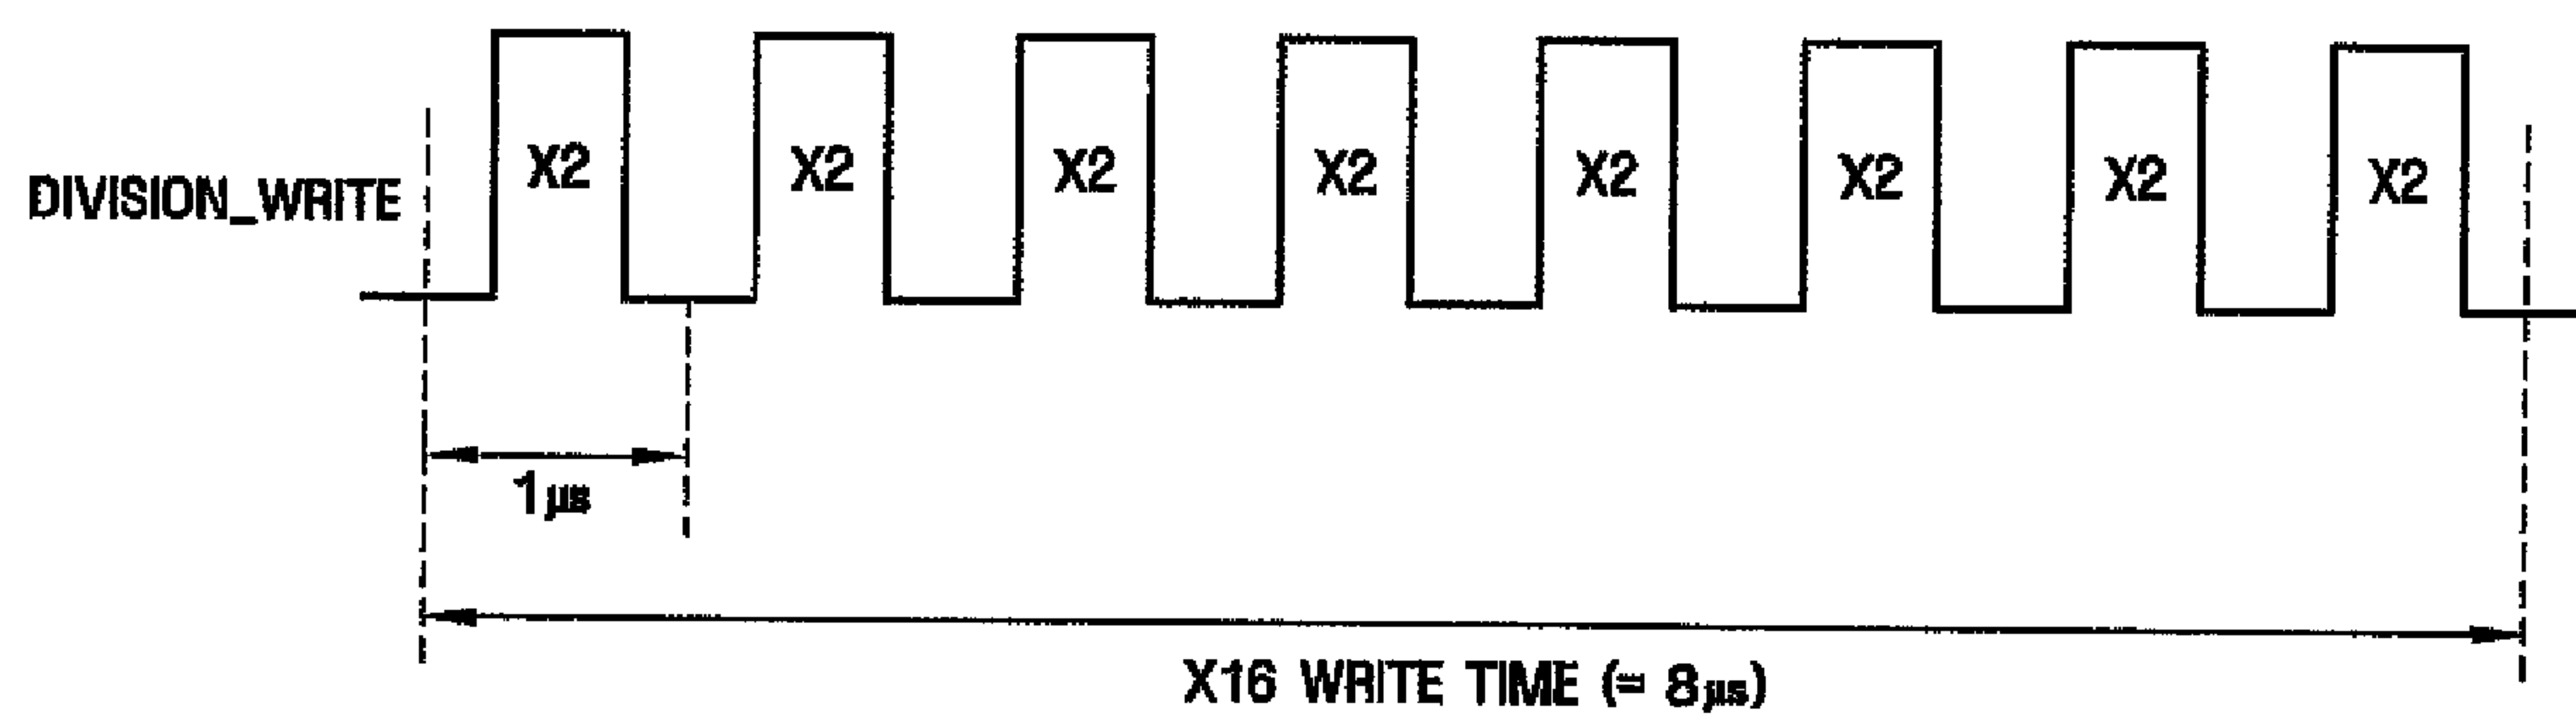 X2 X2 X2 X2 X2 X2 X2 X2
DIVISION_WRITE
1μs
X16 WRITE TIME (= 8μs)